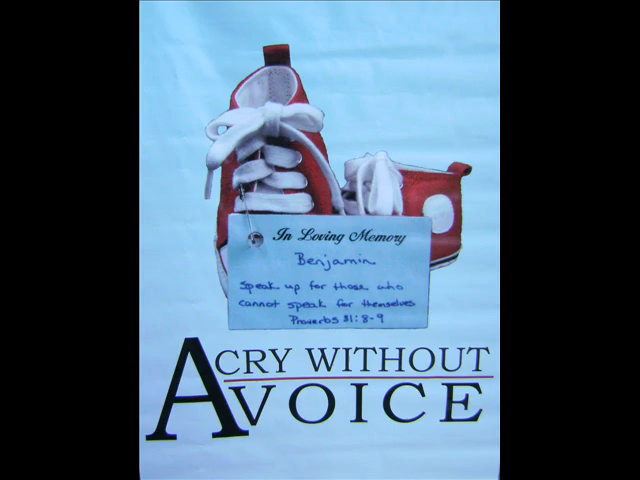 In Loving Memory
Benjamin
Speak up for those who
cannot speak for themselves
Proverbs 31:8-9
A CRY WITHOUT
VOICE